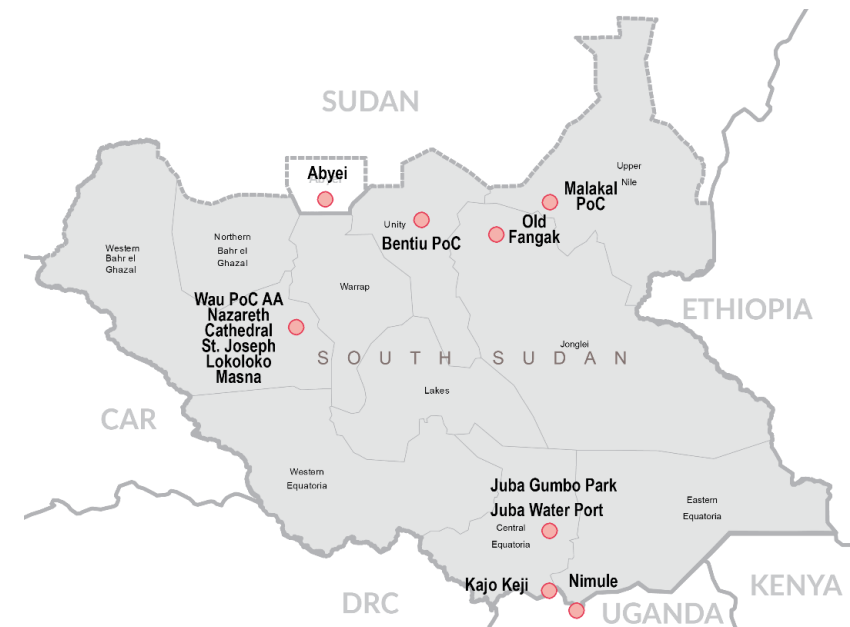 SUDAN
Abyei
Upper
Nile
Malakal
PoC
Old
Fangak
Unity
Bentiu PoC
Northern
Bahr el
Ghazal
Western
Bahr el
Ghazal
Warrap
Wau PoC AA
Nazareth
Cathedral
St. Joseph
Lokoloko
Masna
ETHIOPIA
Jonglei
SOUTH SUDAN
Lakes
CAR
Western
Equatoria
Juba Gumbo Park
Juba Water Port
Central
Equatoria
Eastern
Equatoria
Kajo Keji
Nimule
KENYA
DRC
UGANDA